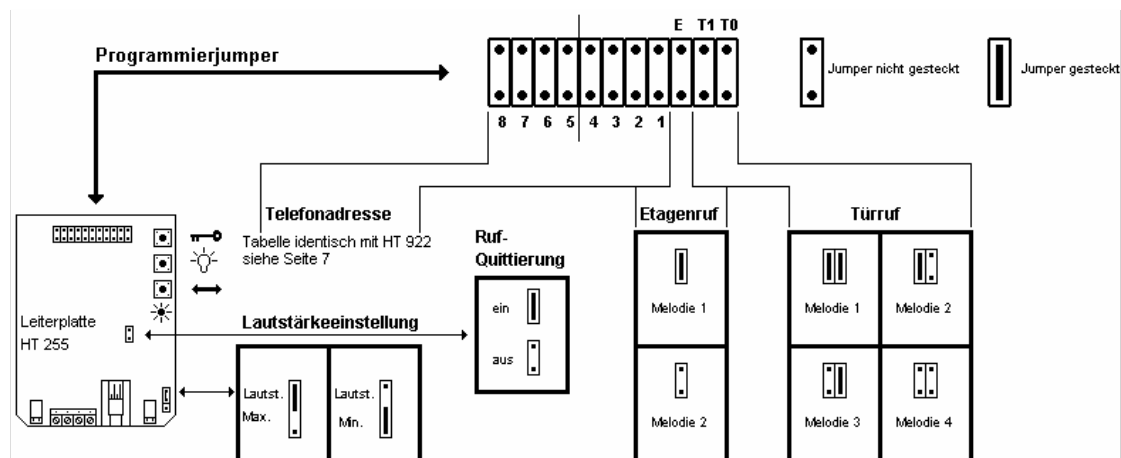 E T1 T0
Programmierjumper
Jumper nicht gesteckt
Jumper gesteckt
8 7 6 5 4 3 2 1
Telefonadresse
Tabelle identisch mit HT 922
siehe Seite 7
Ruf-
Quittierung
ein
aus
Etagenruf
Melodie 1
Melodie 2
Türruf
Melodie 1
Melodie 2
Melodie 3
Melodie 4
Leiterplatte
HT 255
Lautstärkeeinstellung
Lautst.
Max.
Lautst.
Min.